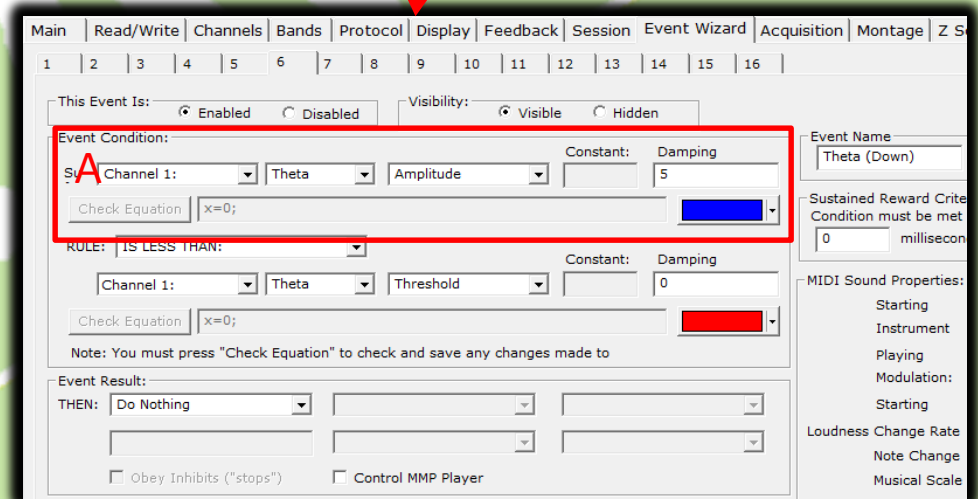 Main Read/Write Channels Bands Protocol Display Feedback Session Event Wizard Acquisition Montage Z
1 2 3 4 5 6 7 8 9 10 11 12 13 14 15 16
This Event Is: Enabled Disabled Visibility: Visible Hidden
Event Condition:
Constant: Damping
A Channel 1: Theta Amplitude 5
Check Equation x=0;
RULE: IS LESS THAN:
Constant: Damping
Channel 1: Theta Threshold 0
Check Equation x=0;
Note: You must press "Check Equation" to check and save any changes made to
Event Result:
THEN: Do Nothing
Obey Inhibits ("stops") Control MMP Player
Event Name
Theta (Down)
Sustained Reward Crite
Condition must be met
0 millisecon
MIDI Sound Properties:
Starting
Instrument
Playing
Modulation:
Starting
Loudness Change Rate
Note Change
Musical Scale